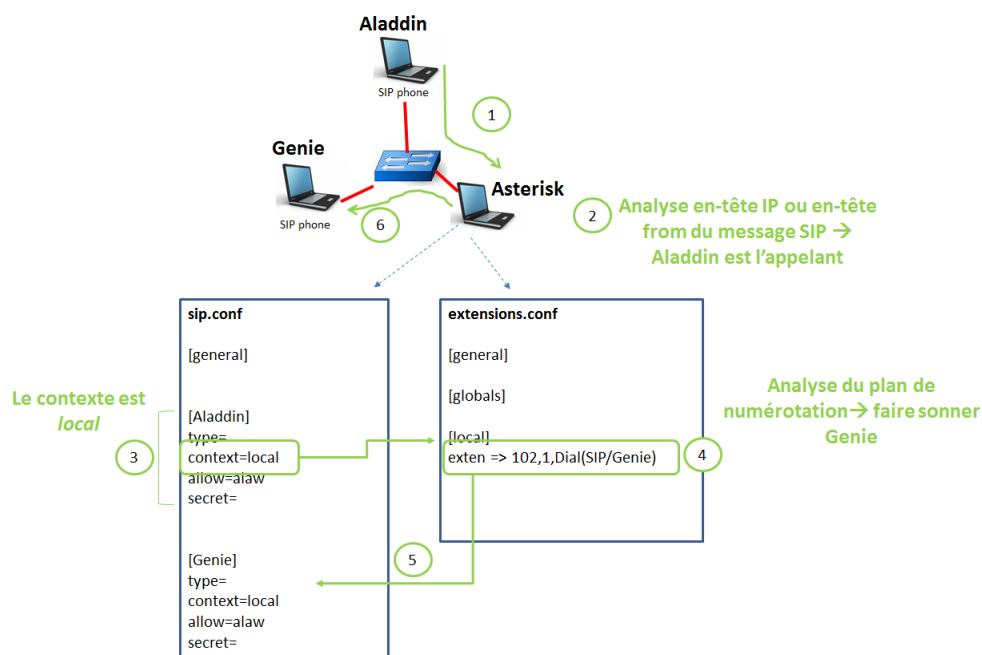 Aladdin
SIP phone
1
Genie
SIP phone
6
Asterisk
2
Analyse en-tête IP ou en-tête
from du message SIP →
Aladdin est l’appelant
sip.conf
[general]
[Aladdin]
type=
context=local
allow=alaw
secret=
[Genie]
type=
context=local
allow=alaw
secret=
extensions.conf
[general]
[globals]
[local]
exten => 102,1,Dial(SIP/Genie)
Le contexte est
local
3
4
Analyse du plan de
numérotation→ faire sonner
Genie
5